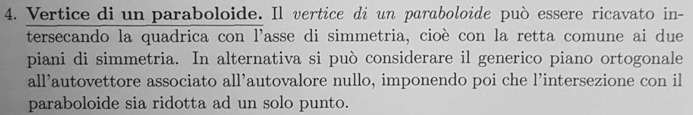 4. Vertice di un paraboloide. Il vertice di un paraboloide può essere ricavato in-
tersecando la quadrica con l'asse di simmetria, cioè con la retta comune ai due
piani di simmetria. In alternativa si può considerare il generico piano ortogonale
all'autovettore associato all'autovalore nullo, imponendo poi che l'intersezione con il
paraboloide sia ridotta ad un solo punto.